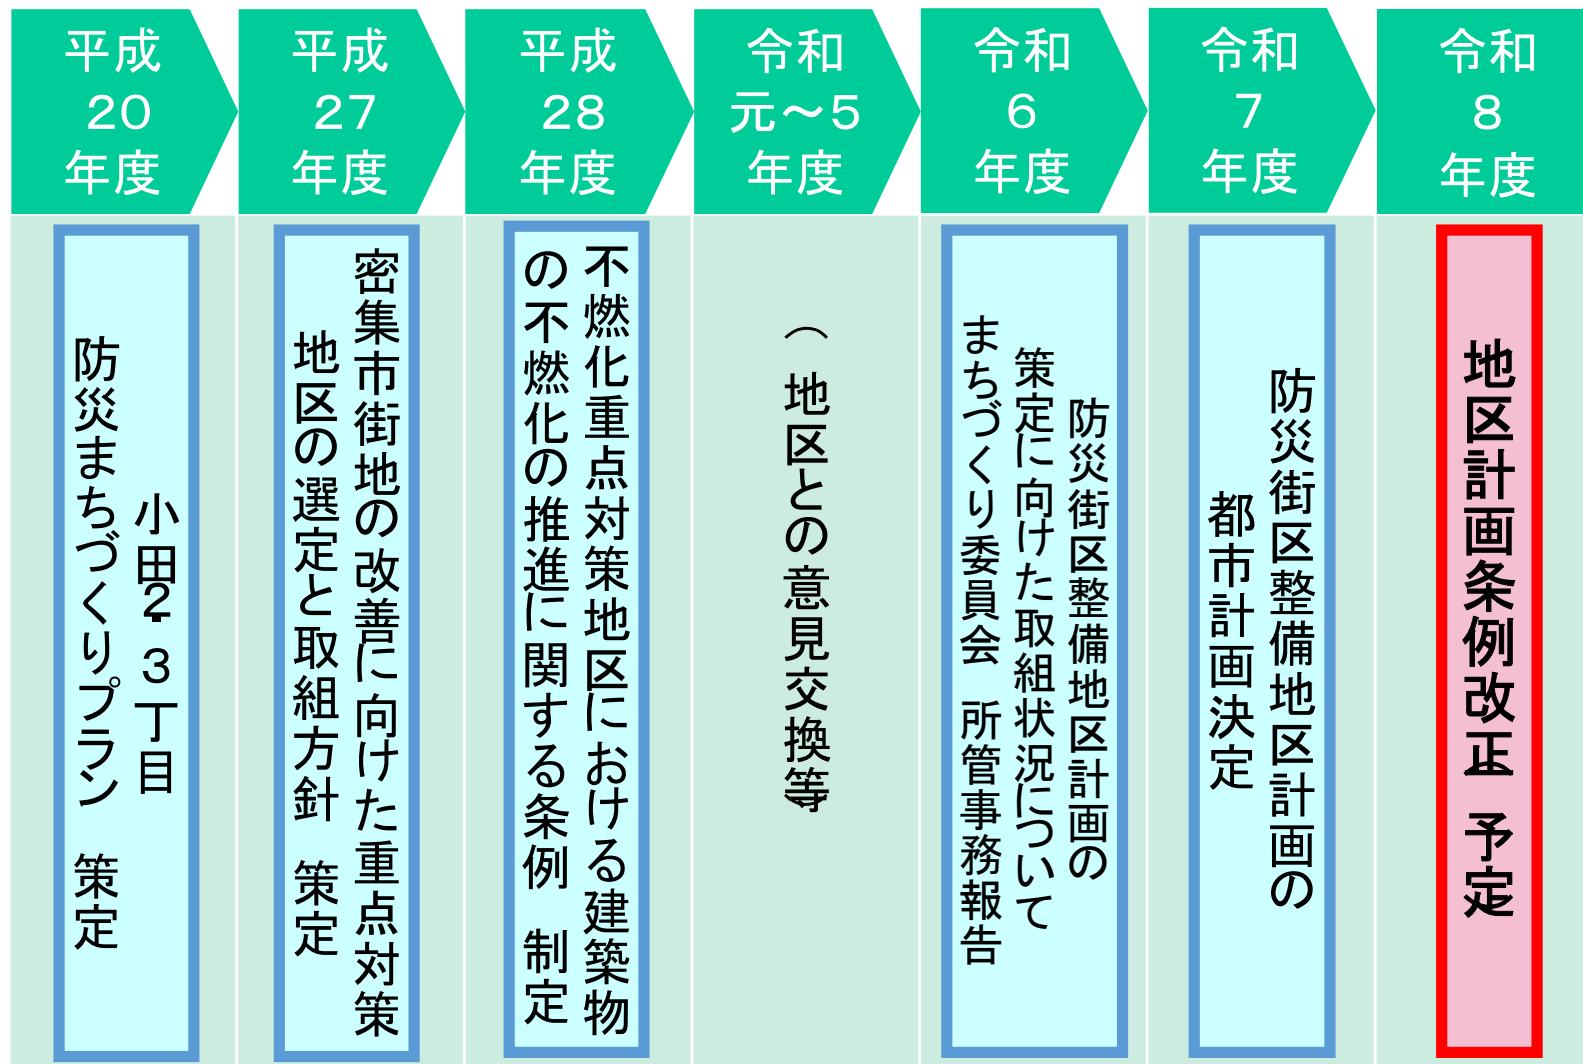 平成
20
年度
平成
27
年度
平成
28
年度
令和
元～5
年度
令和
6
年度
令和
7
年度
令和
8
年度
小田2・3丁目
防災まちづくりプラン 策定
密集市街地の改善に向けた重点対策
地区の選定と取組方針 策定
不燃化重点対策地区における建築物
の不燃化の推進に関する条例 制定
（地区との意見交換等）
防災街区整備地区計画の
策定に向けた取組状況について
まちづくり委員会 所管事務報告
防災街区整備地区計画の
都市計画決定
地区計画条例改正（予定